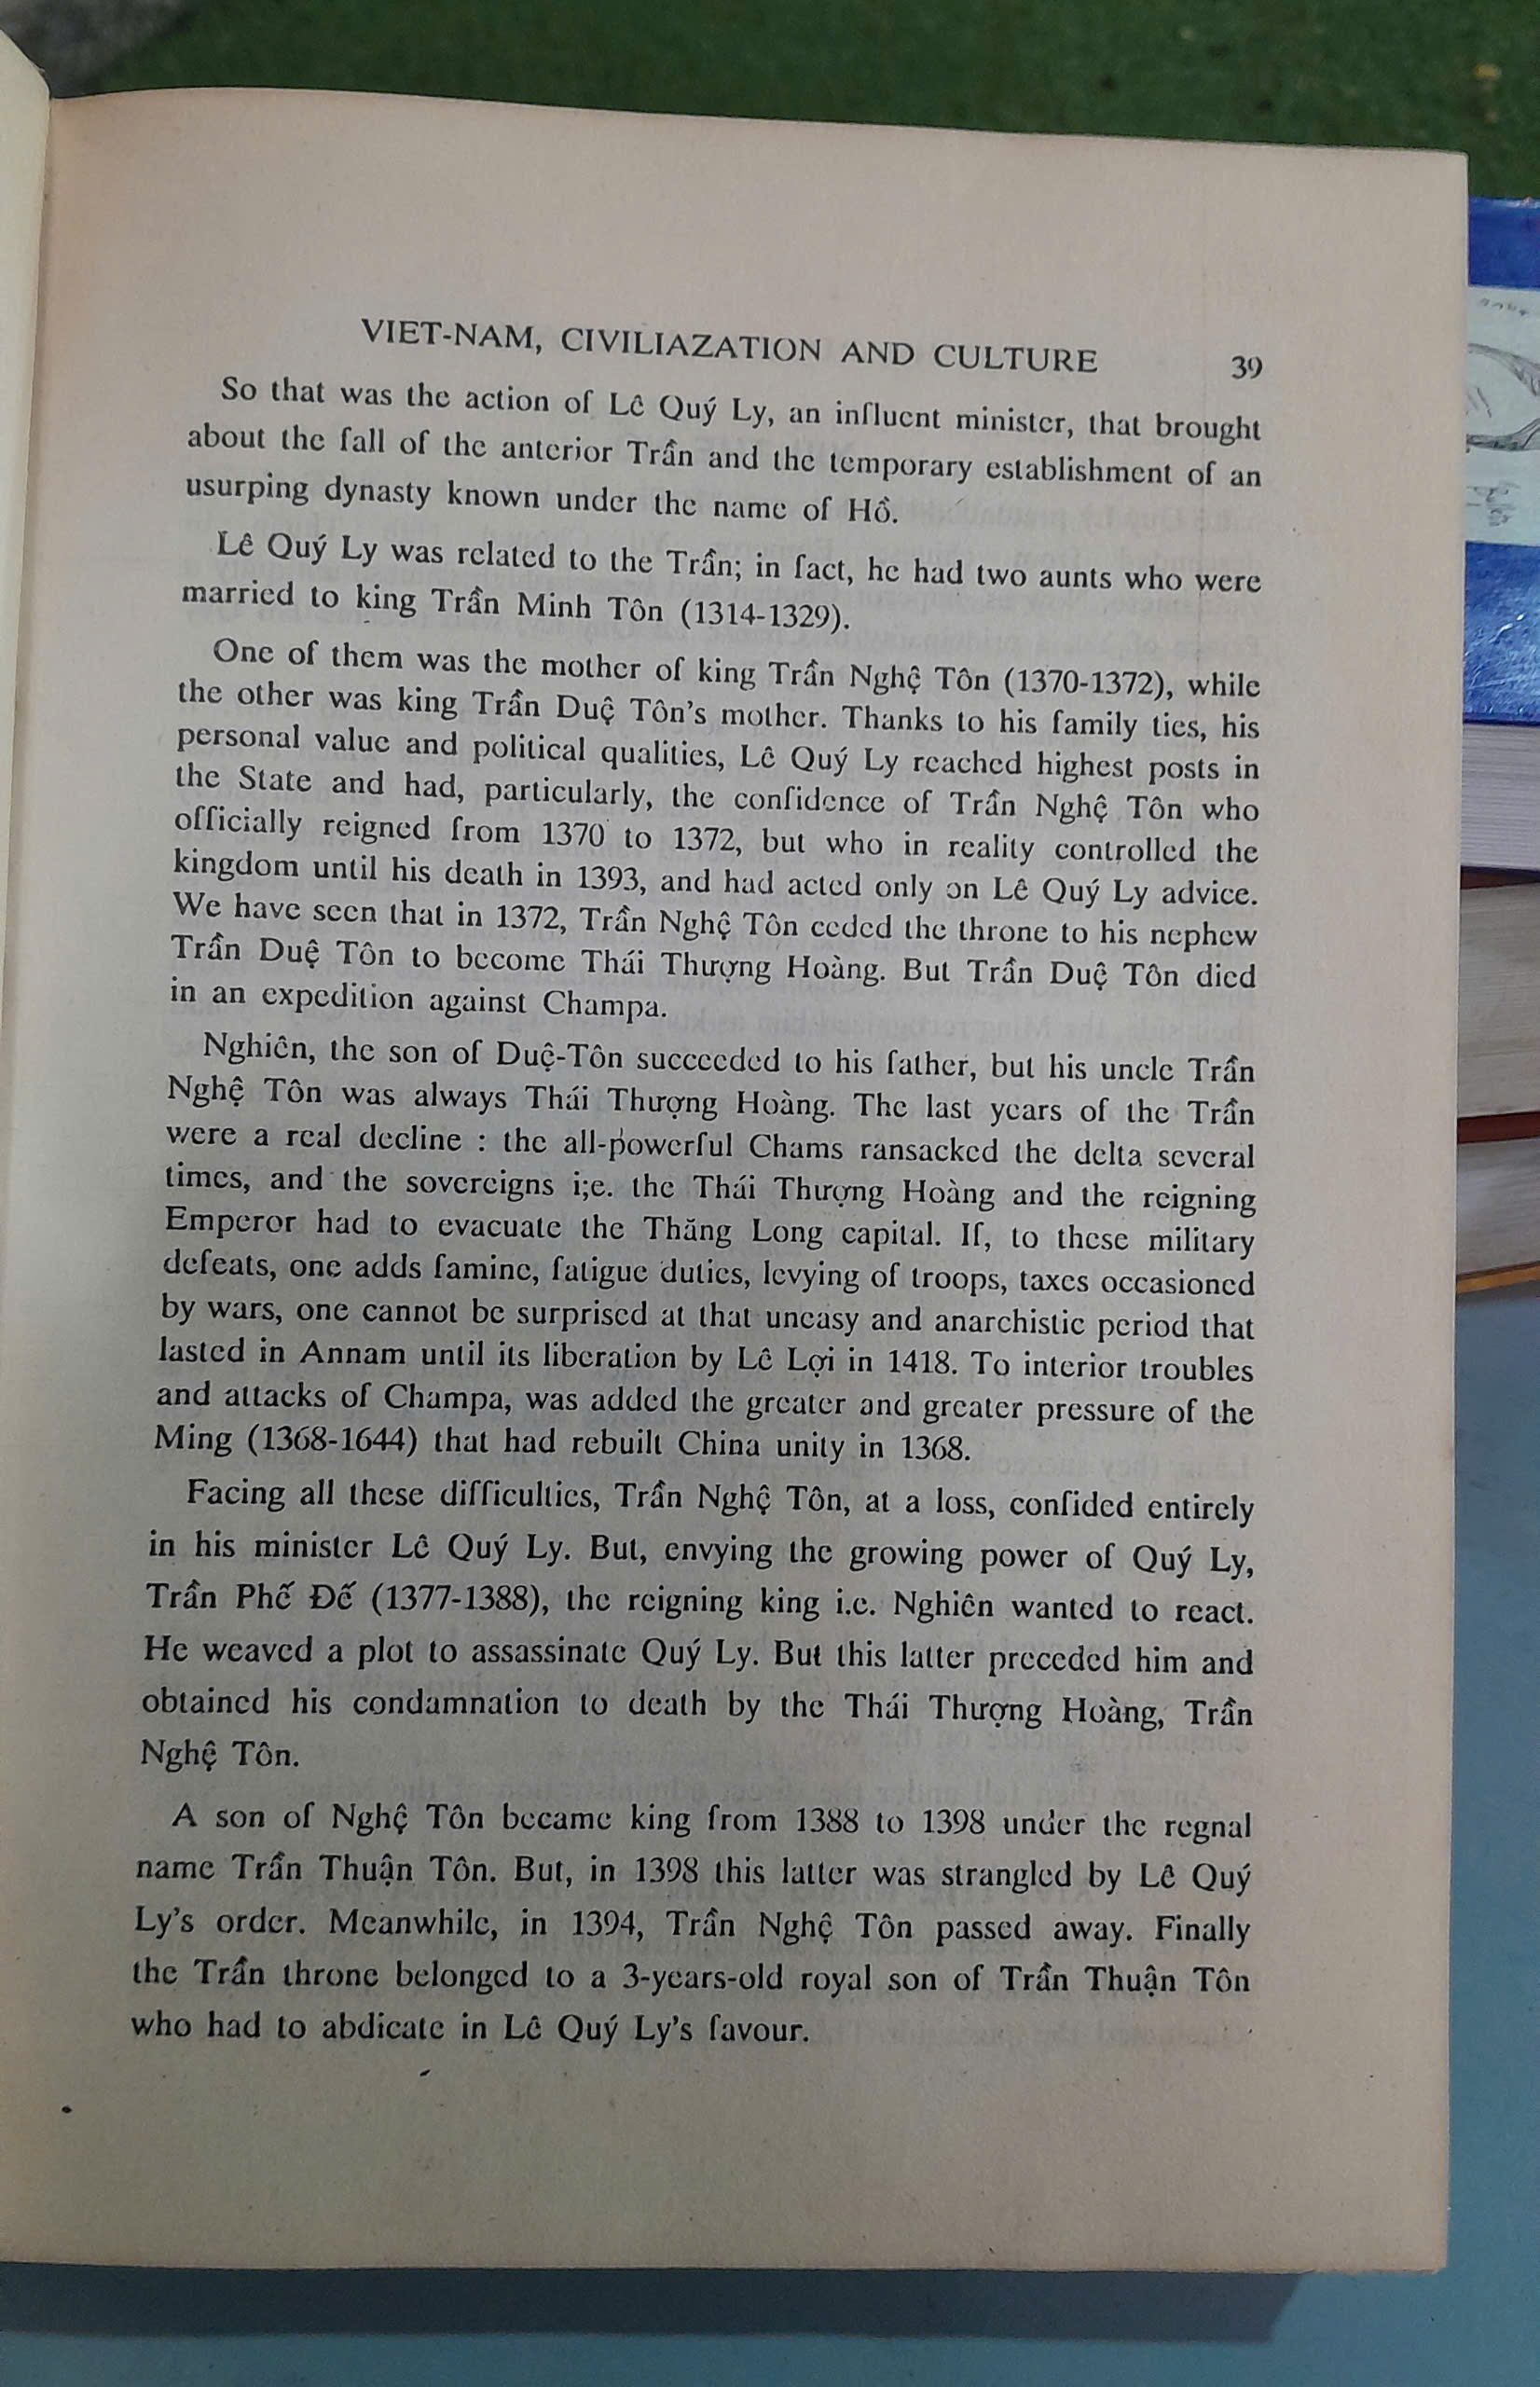 VIET-NAM, CIVILIAZATION AND CULTURE 39
So that was the action of Lê Quý Ly, an influent minister, that brought
about the fall of the anterior Trần and the temporary establishment of an
usurping dynasty known under the name of Hồ.
Lê Quý Ly was related to the Trần; in fact, he had two aunts who were
married to king Trần Minh Tôn (1314-1329).
One of them was the mother of king Trần Nghệ Tôn (1370-1372), while
the other was king Trần Duệ Tôn's mother. Thanks to his family ties, his
personal value and political qualities, Lê Quý Ly reached highest posts in
the State and had, particularly, the confidence of Trần Nghệ Tôn who
officially reigned from 1370 to 1372, but who in reality controlled the
kingdom until his death in 1393, and had acted only on Lê Quý Ly advice.
We have seen that in 1372, Trần Nghệ Tôn ceded the throne to his nephew
Trần Duệ Tôn to become Thái Thượng Hoàng. But Trần Duệ Tôn died
in an expedition against Champa.
Nghiên, the son of Duệ-Tôn succeeded to his father, but his uncle Trần
Nghệ Tôn was always Thái Thượng Hoàng. The last years of the Trần
were a real decline : the all-powerful Chams ransacked the delta several
times, and the sovereigns i;e. the Thái Thượng Hoàng and the reigning
Emperor had to evacuate the Thăng Long capital. If, to these military
defeats, one adds famine, fatigue duties, levying of troops, taxes occasioned
by wars, one cannot be surprised at that uneasy and anarchistic period that
lasted in Annam until its liberation by Lê Lợi in 1418. To interior troubles
and attacks of Champa, was added the greater and greater pressure of the
Ming (1368-1644) that had rebuilt China unity in 1368.
Facing all these difficulties, Trần Nghệ Tôn, at a loss, confided entirely
in his minister Lê Quý Ly. But, envying the growing power of Quý Ly,
Trần Phế Đế (1377-1388), the reigning king i.e. Nghiên wanted to react.
He weaved a plot to assassinate Quý Ly. But this latter preceded him and
obtained his condamnation to death by the Thái Thượng Hoàng, Trần
Nghệ Tôn.
A son of Nghệ Tôn became king from 1388 to 1398 under the regnal
name Trần Thuận Tôn. But, in 1398 this latter was strangled by Lê Quý
Ly's order. Meanwhile, in 1394, Trần Nghệ Tôn passed away. Finally
the Trần throne belonged to a 3-years-old royal son of Trần Thuận Tôn
who had to abdicate in Lê Quý Ly's favour.